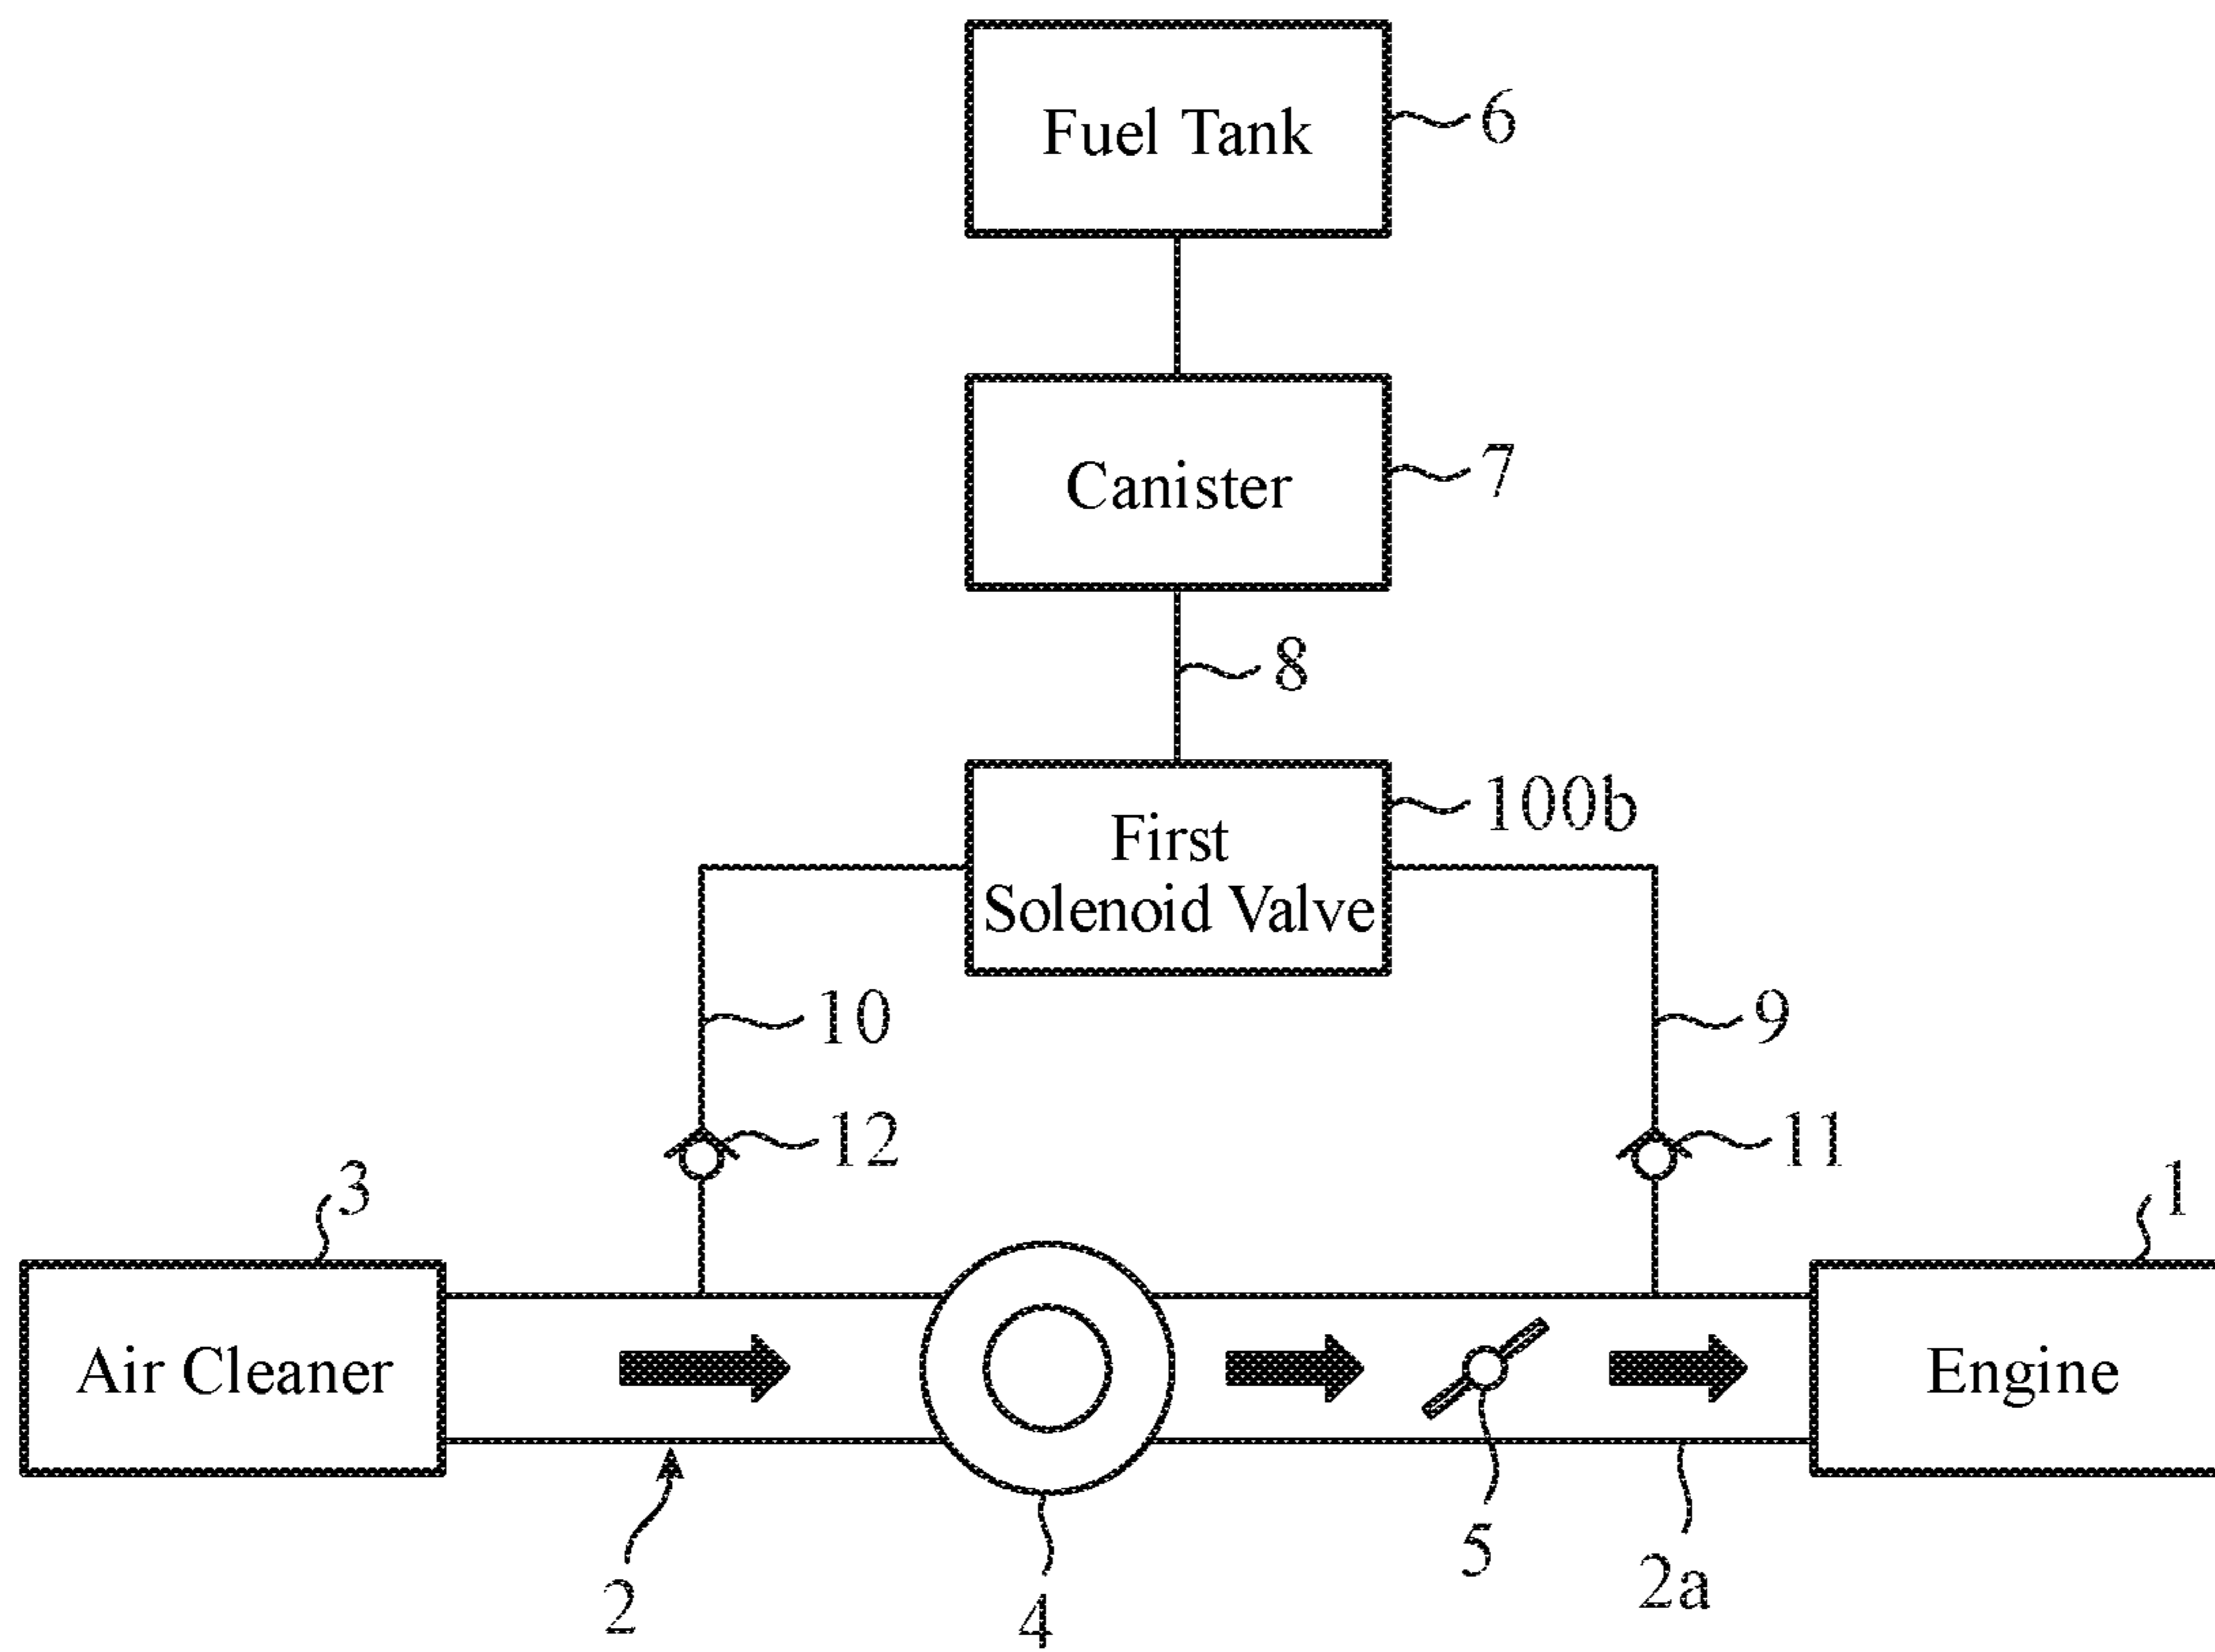 Fuel Tank
6
Canister
7
8
First
Solenoid Valve
100b
10
9
12
11
3
1
Air Cleaner
Engine
2
4
5
2a